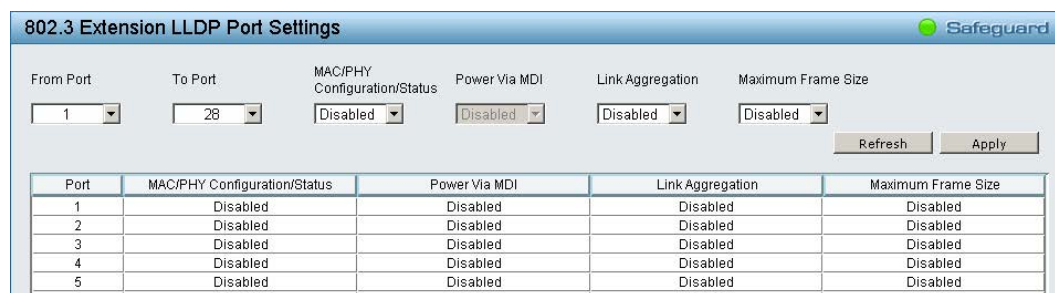 802.3 Extension LLDP Port Settings Safeguard
From Port To Port MAC/PHY Configuration/Status Power Via MDI Link Aggregation Maximum Frame Size
1 28 Disabled Disabled Disabled Disabled
Refresh Apply
Port MAC/PHY Configuration/Status Power Via MDI Link Aggregation Maximum Frame Size
1 Disabled Disabled Disabled Disabled
2 Disabled Disabled Disabled Disabled
3 Disabled Disabled Disabled Disabled
4 Disabled Disabled Disabled Disabled
5 Disabled Disabled Disabled Disabled